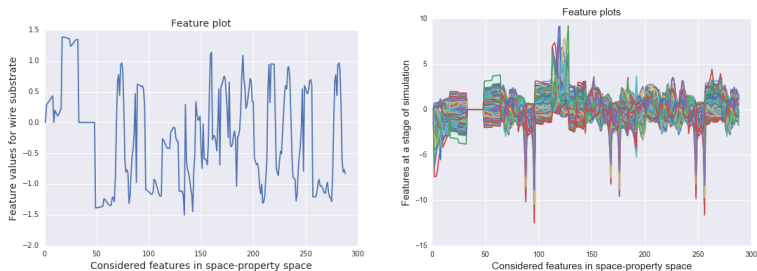 Feature plot
Feature values for wire substrate
1.5
1.0
0.5
0.0
−0.5
−1.0
−1.5
−2.0
0 50 100 150 200 250 300
Considered features in space-property space
Feature plots
Features at a stage of simulation
10
5
0
−5
−10
−15
0 50 100 150 200 250 300
Considered features in space-property space